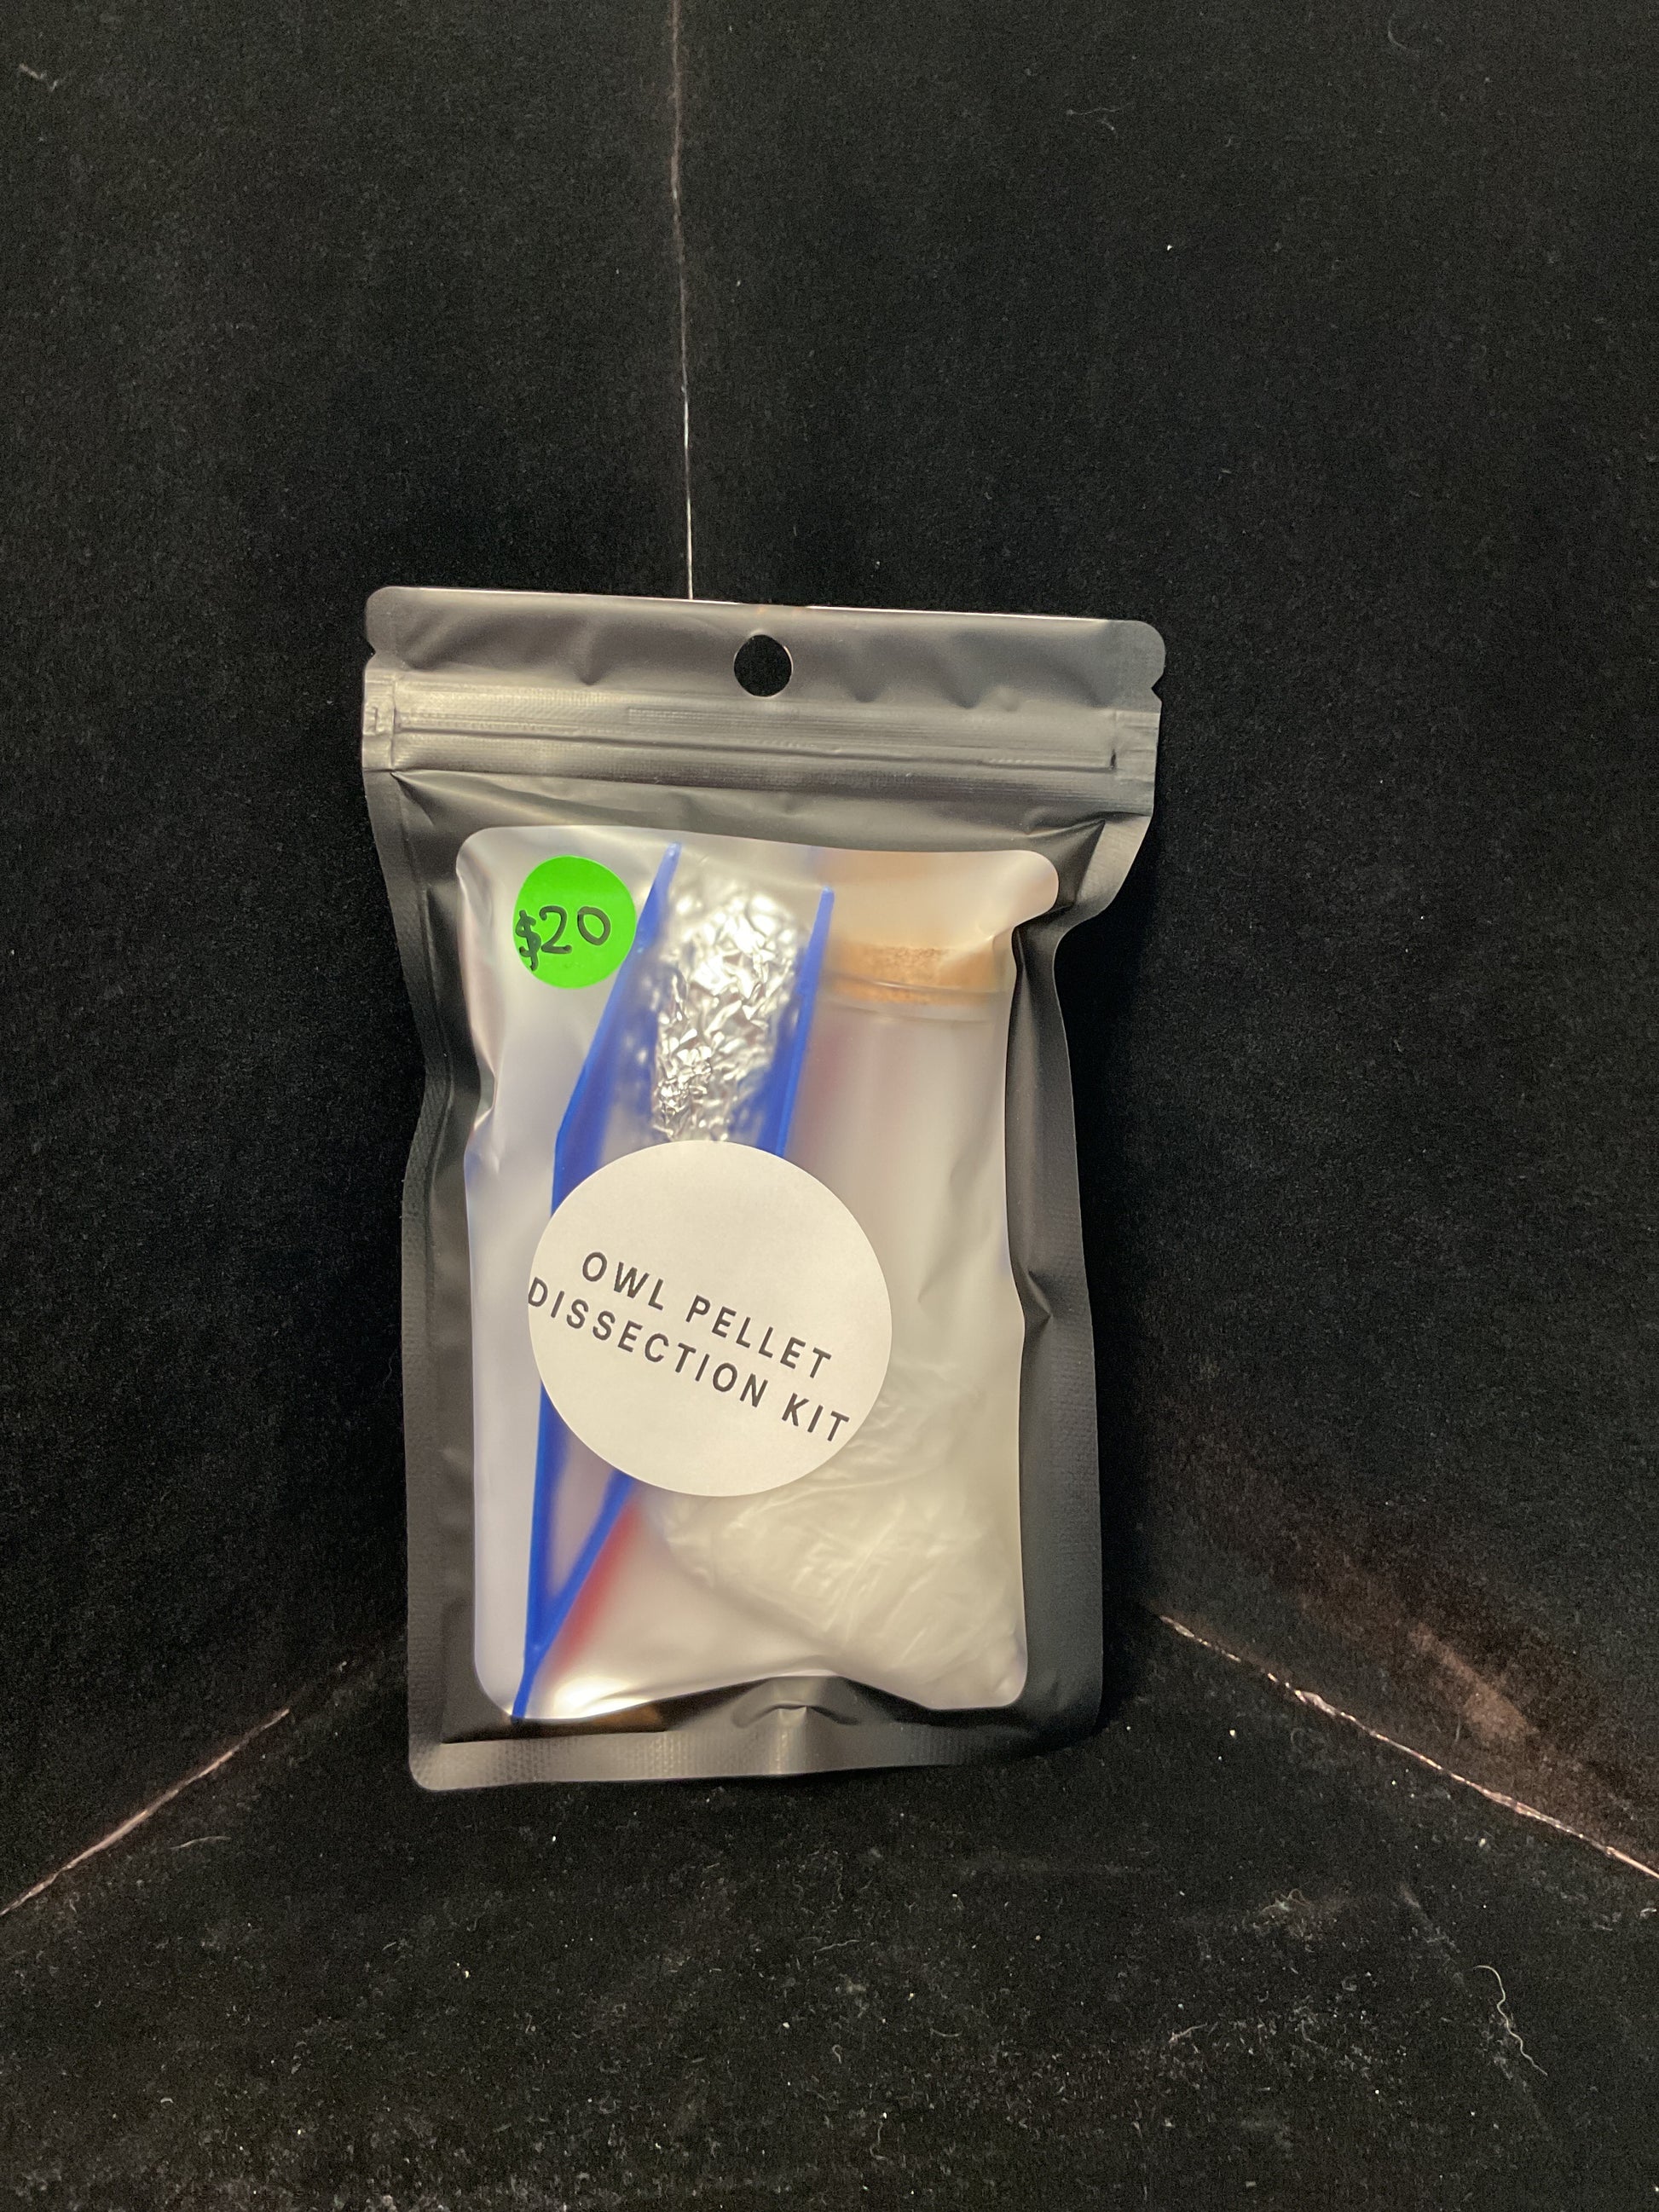 $20
OWL PELLET
DISSECTION KIT